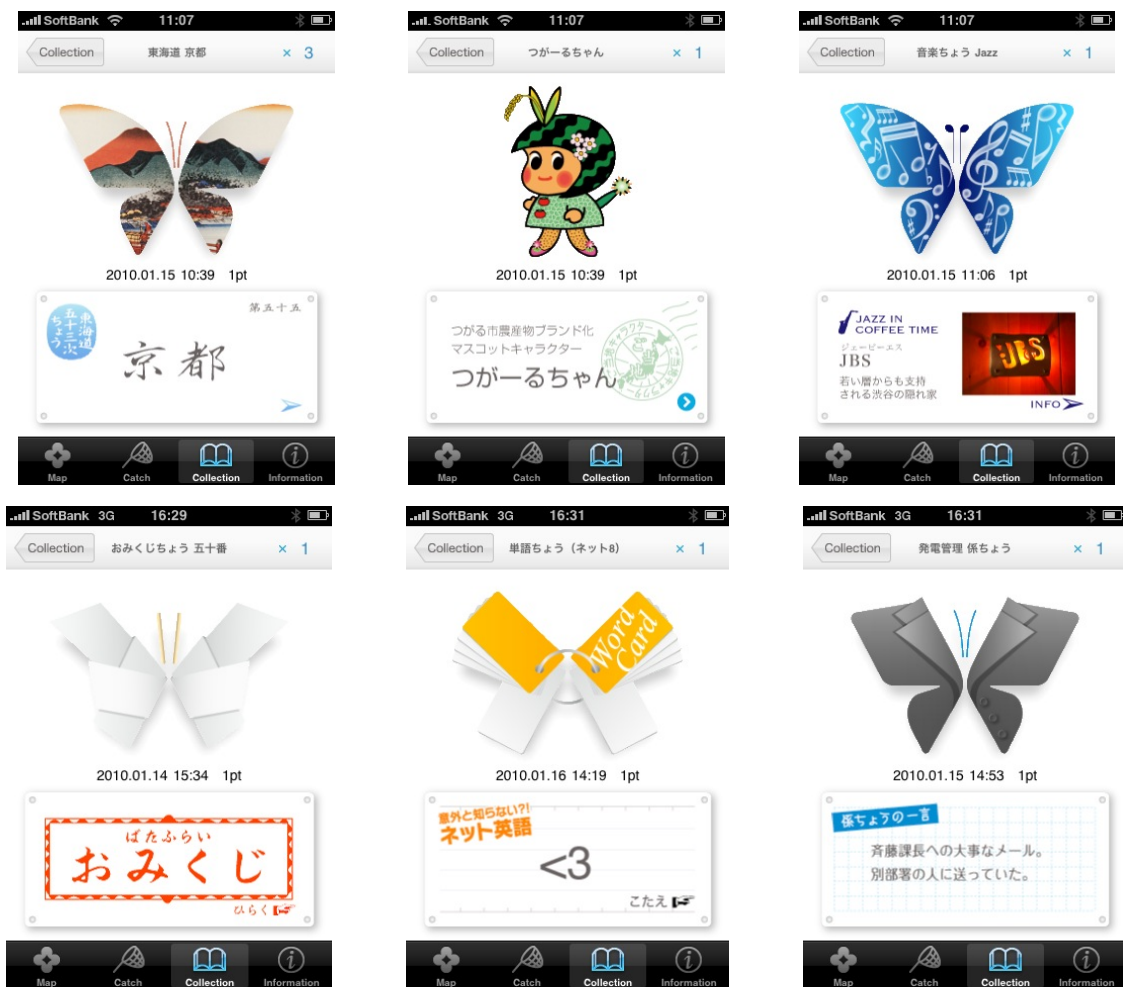 SoftBank 11:07
Collection 東海道 京都 × 3
2010.01.15 10:39 1pt
東海道
五十三次
ちょう
第五十五
京都
Map Catch Collection Information
SoftBank 11:07
Collection つがーるちゃん × 1
2010.01.15 10:39 1pt
つがる市農産物ブランド化
マスコットキャラクター
つがーるちゃん
ご当地キャラクター
Map Catch Collection Information
SoftBank 11:07
Collection 音楽ちょう Jazz × 1
2010.01.15 11:06 1pt
JAZZ IN
COFFEE TIME
ジェービーエス
JBS
若い層からも支持
される渋谷の隠れ家
JBS
INFO
Map Catch Collection Information
SoftBank 3G 16:29
Collection おみくじちょう 五十番 × 1
2010.01.14 15:34 1pt
ばたふらい
おみくじ
ひらく
Map Catch Collection Information
SoftBank 3G 16:31
Collection 単語ちょう（ネット8） × 1
Word
Card
2010.01.16 14:19 1pt
意外と知らない?!
ネット英語
<3
こたえ
Map Catch Collection Information
SoftBank 3G 16:31
Collection 発電管理 係ちょう × 1
2010.01.15 14:53 1pt
係ちょうの一言
斉藤課長への大事なメール。
別部署の人に送っていた。
Map Catch Collection Information